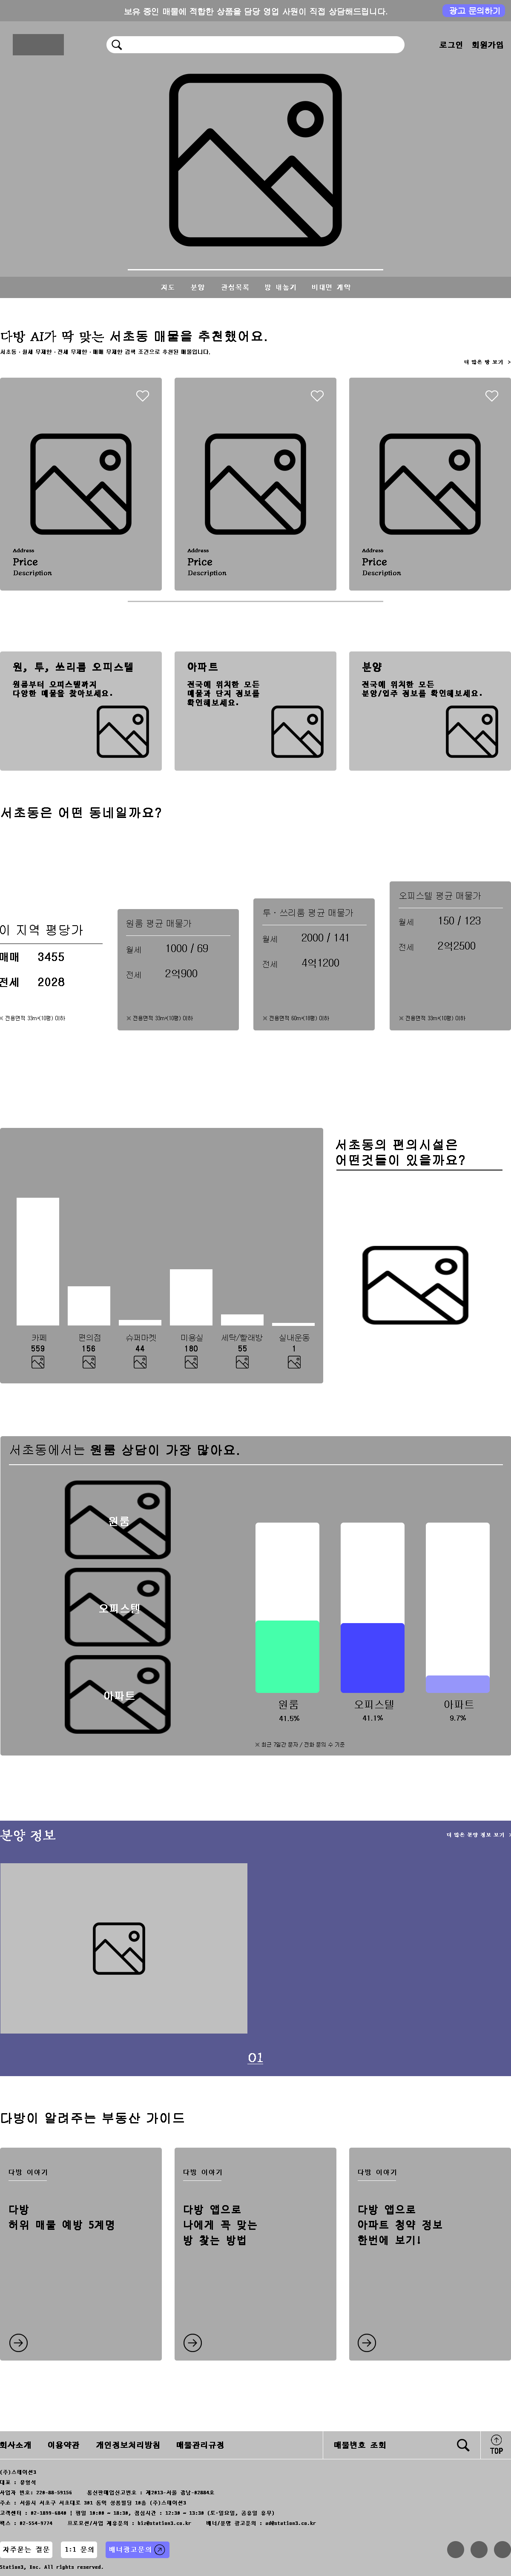 보유 중인 매물에 적합한 상품을 담당 영업 사원이 직접 상담해드립니다.
광고 문의하기
로그인 회원가입
지도 분양 관심목록 방 내놓기 비대면 계약
다방 AI가 딱 맞는 서초동 매물을 추천했어요.
서초동 · 월세 무제한 · 전세 무제한 · 매매 무제한 검색 조건으로 추천된 매물입니다.
더 많은 방 보기 >
Address
Price
Description
Address
Price
Description
Address
Price
Description
원, 투, 쓰리룸 오피스텔
원룸부터 오피스텔까지
다양한 매물을 찾아보세요.
아파트
전국에 위치한 모든
매물과 단지 정보를
확인해보세요.
분양
전국에 위치한 모든
분양/입주 정보를 확인해보세요.
서초동은 어떤 동네일까요?
이 지역 평당가
매매 3455
전세 2028
※ 전용면적 33m²(10평) 이하
원룸 평균 매물가
월세 1000 / 69
전세 2억900
※ 전용면적 33m²(10평) 이하
투 · 쓰리룸 평균 매물가
월세 2000 / 141
전세 4억1200
※ 전용면적 60m²(18평) 이하
오피스텔 평균 매물가
월세 150 / 123
전세 2억2500
※ 전용면적 33m²(10평) 이하
카페 편의점 슈퍼마켓 미용실 세탁/빨래방 실내운동
559 156 44 180 55 1
서초동의 편의시설은
어떤것들이 있을까요?
서초동에서는 원룸 상담이 가장 많아요.
원룸
오피스텔
아파트
원룸 오피스텔 아파트
41.5% 41.1% 9.7%
※ 최근 7일간 문자 / 전화 문의 수 기준
분양 정보
더 많은 분양 정보 보기 >
01
다방이 알려주는 부동산 가이드
다방 이야기
다방
허위 매물 예방 5계명
다방 이야기
다방 앱으로
나에게 꼭 맞는
방 찾는 방법
다방 이야기
다방 앱으로
아파트 청약 정보
한번에 보기!
회사소개 이용약관 개인정보처리방침 매물관리규정
매물번호 조회
TOP
(주)스테이션3
대표 : 유형석
사업자 번호: 220-88-59156 통신판매업신고번호 : 제2013-서울 강남-02884호
주소 : 서울시 서초구 서초대로 301 동익 성봉빌딩 10층 (주)스테이션3
고객센터 : 02-1899-6840 [ 평일 10:00 ~ 18:30, 점심시간 : 12:30 ~ 13:30 (토·일요일, 공휴일 휴무)
팩스 : 02-554-9774 프로모션/사업 제휴문의 : biz@station3.co.kr 배너/분양 광고문의 : ad@station3.co.kr
자주묻는 질문 1:1 문의 매너광고문의
Station3, Inc. All rights reserved.